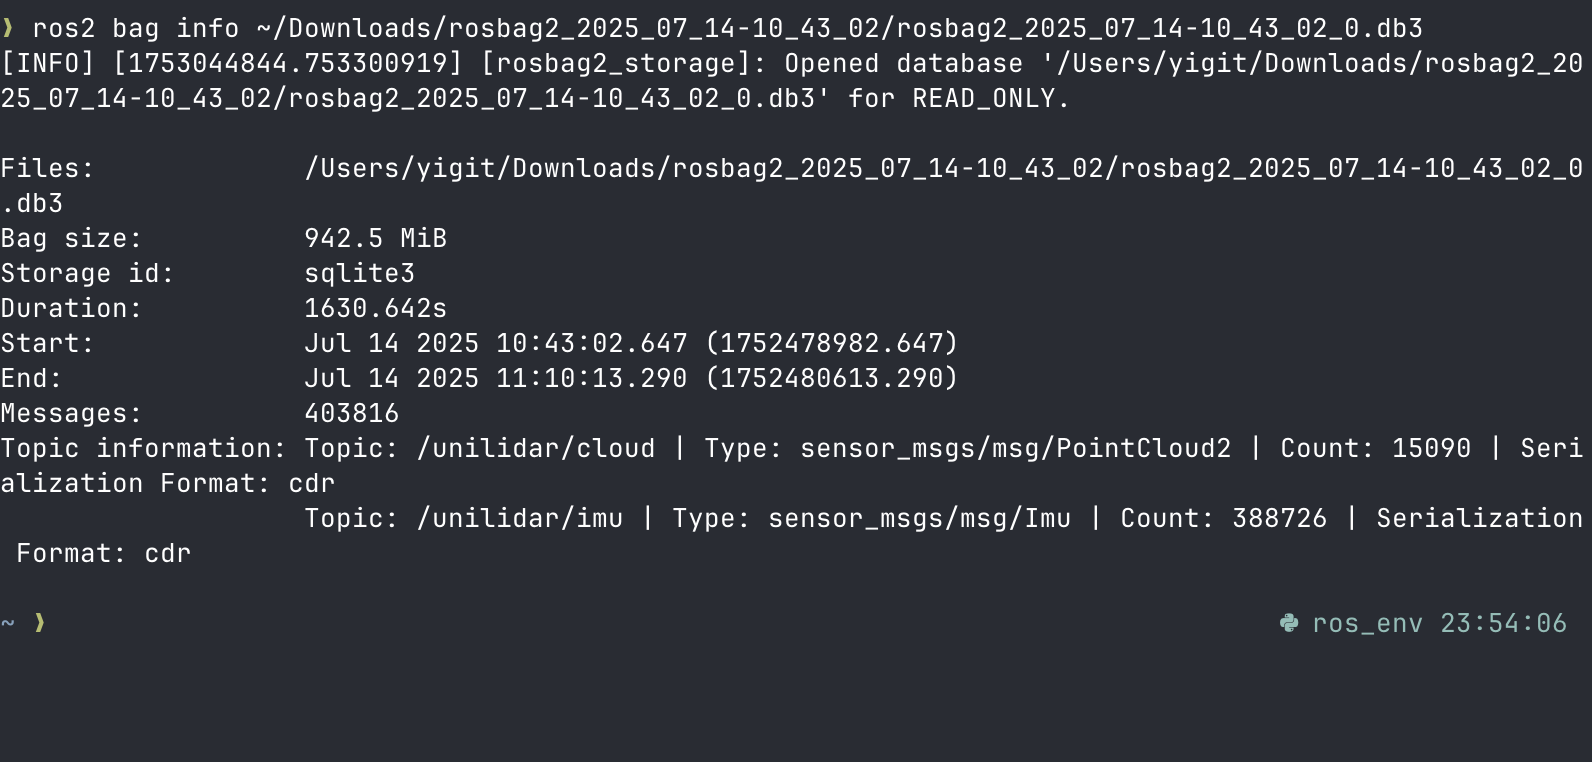 ❱ ros2 bag info ~/Downloads/rosbag2_2025_07_14-10_43_02/rosbag2_2025_07_14-10_43_02_0.db3
[INFO] [1753044844.753300919] [rosbag2_storage]: Opened database '/Users/yigit/Downloads/rosbag2_20
25_07_14-10_43_02/rosbag2_2025_07_14-10_43_02_0.db3' for READ_ONLY.

Files:             /Users/yigit/Downloads/rosbag2_2025_07_14-10_43_02/rosbag2_2025_07_14-10_43_02_0
.db3
Bag size:          942.5 MiB
Storage id:        sqlite3
Duration:          1630.642s
Start:             Jul 14 2025 10:43:02.647 (1752478982.647)
End:               Jul 14 2025 11:10:13.290 (1752480613.290)
Messages:          403816
Topic information: Topic: /unilidar/cloud | Type: sensor_msgs/msg/PointCloud2 | Count: 15090 | Seri
alization Format: cdr
                   Topic: /unilidar/imu | Type: sensor_msgs/msg/Imu | Count: 388726 | Serialization
 Format: cdr

~ ❱ ros_env 23:54:06